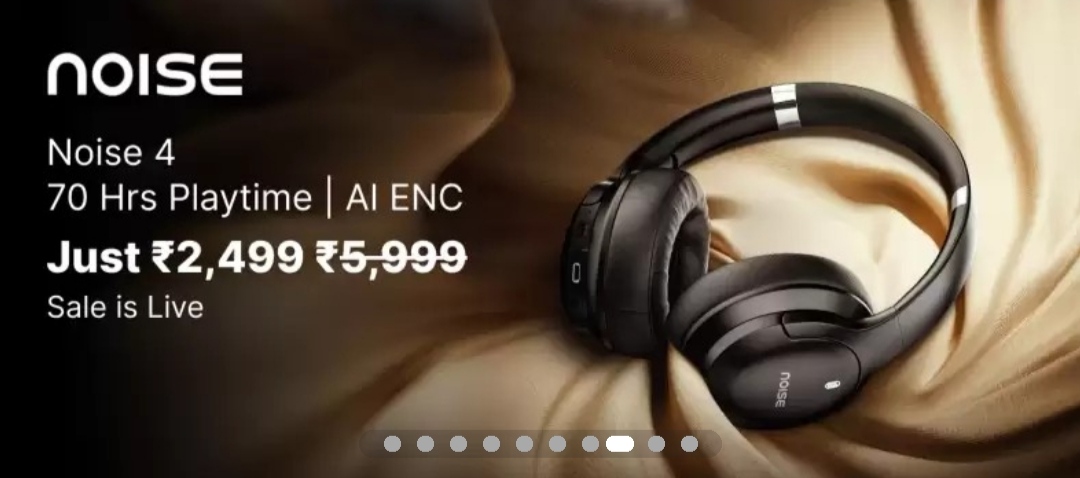 NOISE
Noise 4
70 Hrs Playtime | AI ENC
Just ₹2,499 ₹5,999
Sale is Live
NOISE